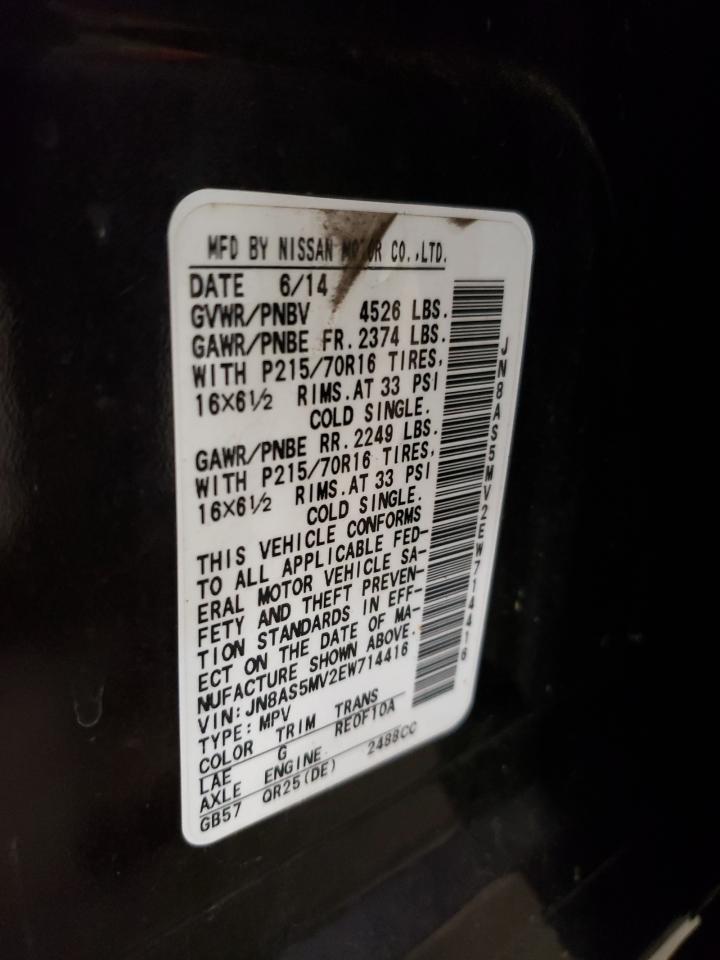 MFD BY NISSAN MOTOR CO.,LTD.
DATE 6/14
GVWR/PNBV 4526 LBS.
GAWR/PNBE FR. 2374 LBS.
WITH P215/70R16 TIRES,
16×6½ RIMS.AT 33 PSI
COLD SINGLE.
GAWR/PNBE RR. 2249 LBS.
WITH P215/70R16 TIRES,
16×6½ RIMS.AT 33 PSI
COLD SINGLE.
THIS VEHICLE CONFORMS
TO ALL APPLICABLE FED-
ERAL MOTOR VEHICLE SA-
FETY AND THEFT PREVEN-
TION STANDARDS IN EFF-
ECT ON THE DATE OF MA-
NUFACTURE SHOWN ABOVE.
VIN:JN8AS5MV2EW714416
TYPE:MPV
COLOR TRIM TRANS
LAE G RE0F10A
AXLE ENGINE
GB57 QR25(DE) 2488CC
JN8AS5MV2EW714416